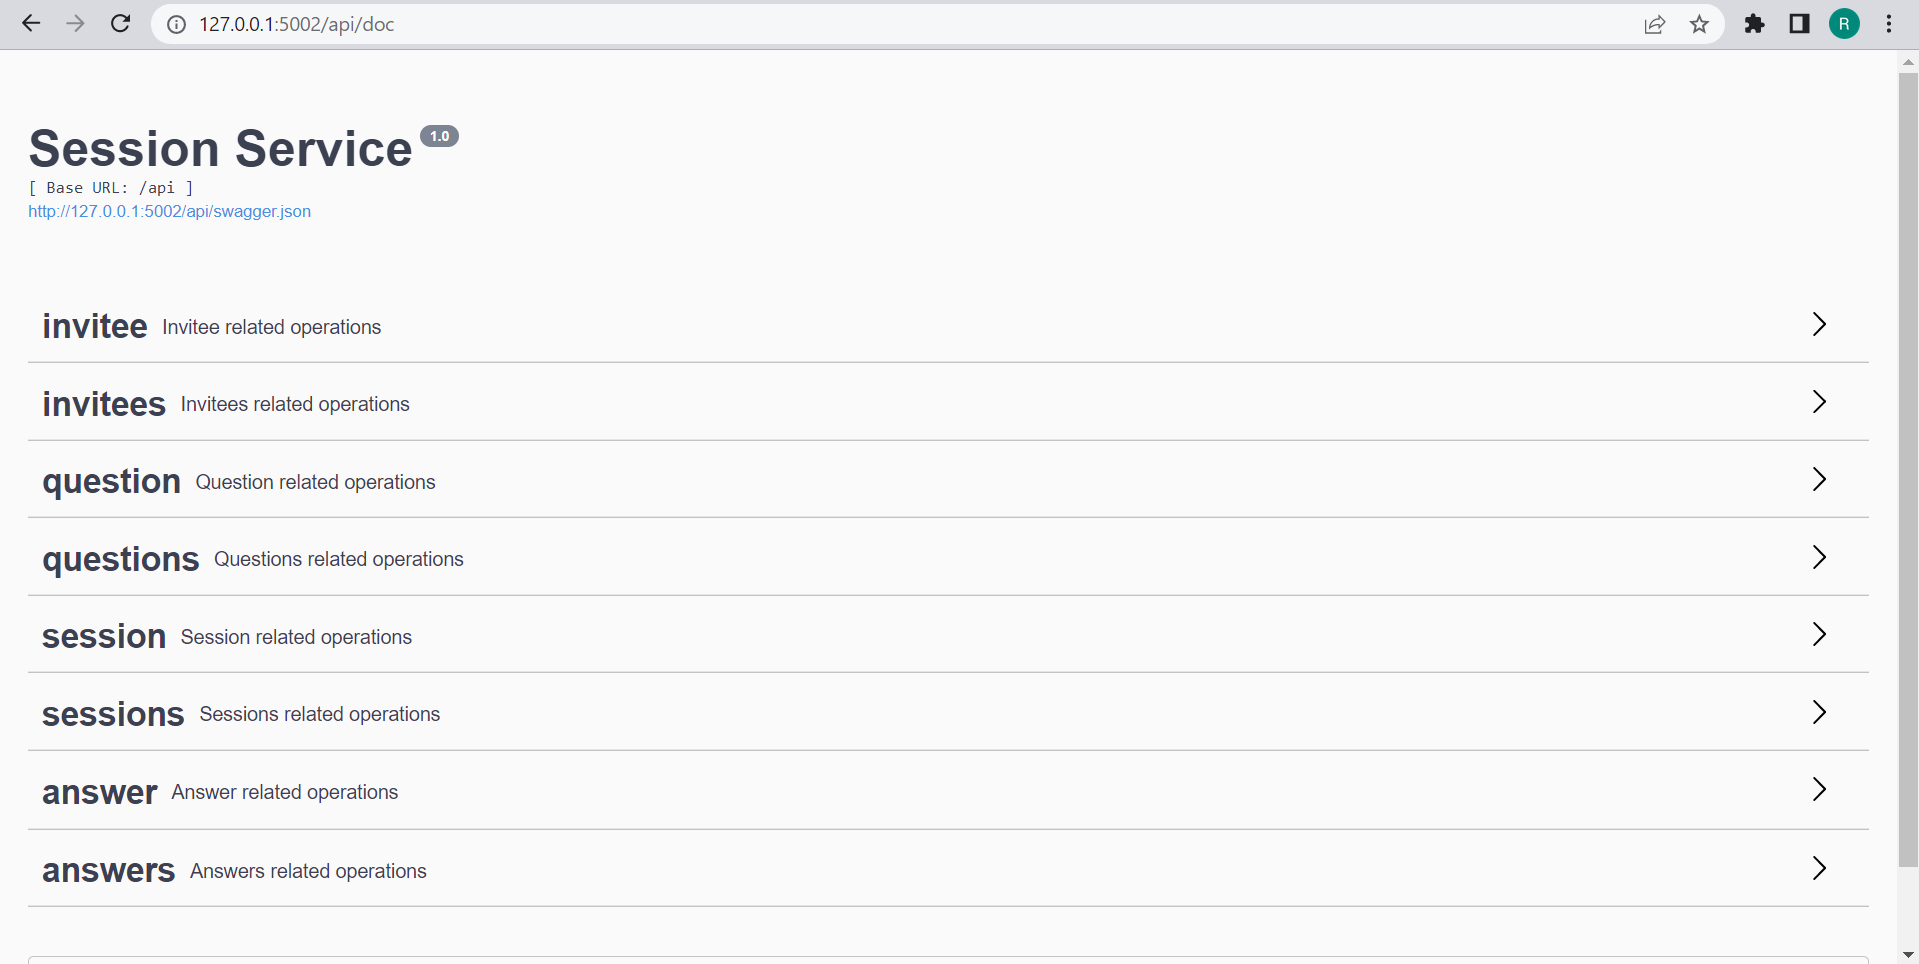 127.0.0.1:5002/api/doc
R
Session Service 1.0
[ Base URL: /api ]
http://127.0.0.1:5002/api/swagger.json
invitee Invitee related operations
invitees Invitees related operations
question Question related operations
questions Questions related operations
session Session related operations
sessions Sessions related operations
answer Answer related operations
answers Answers related operations